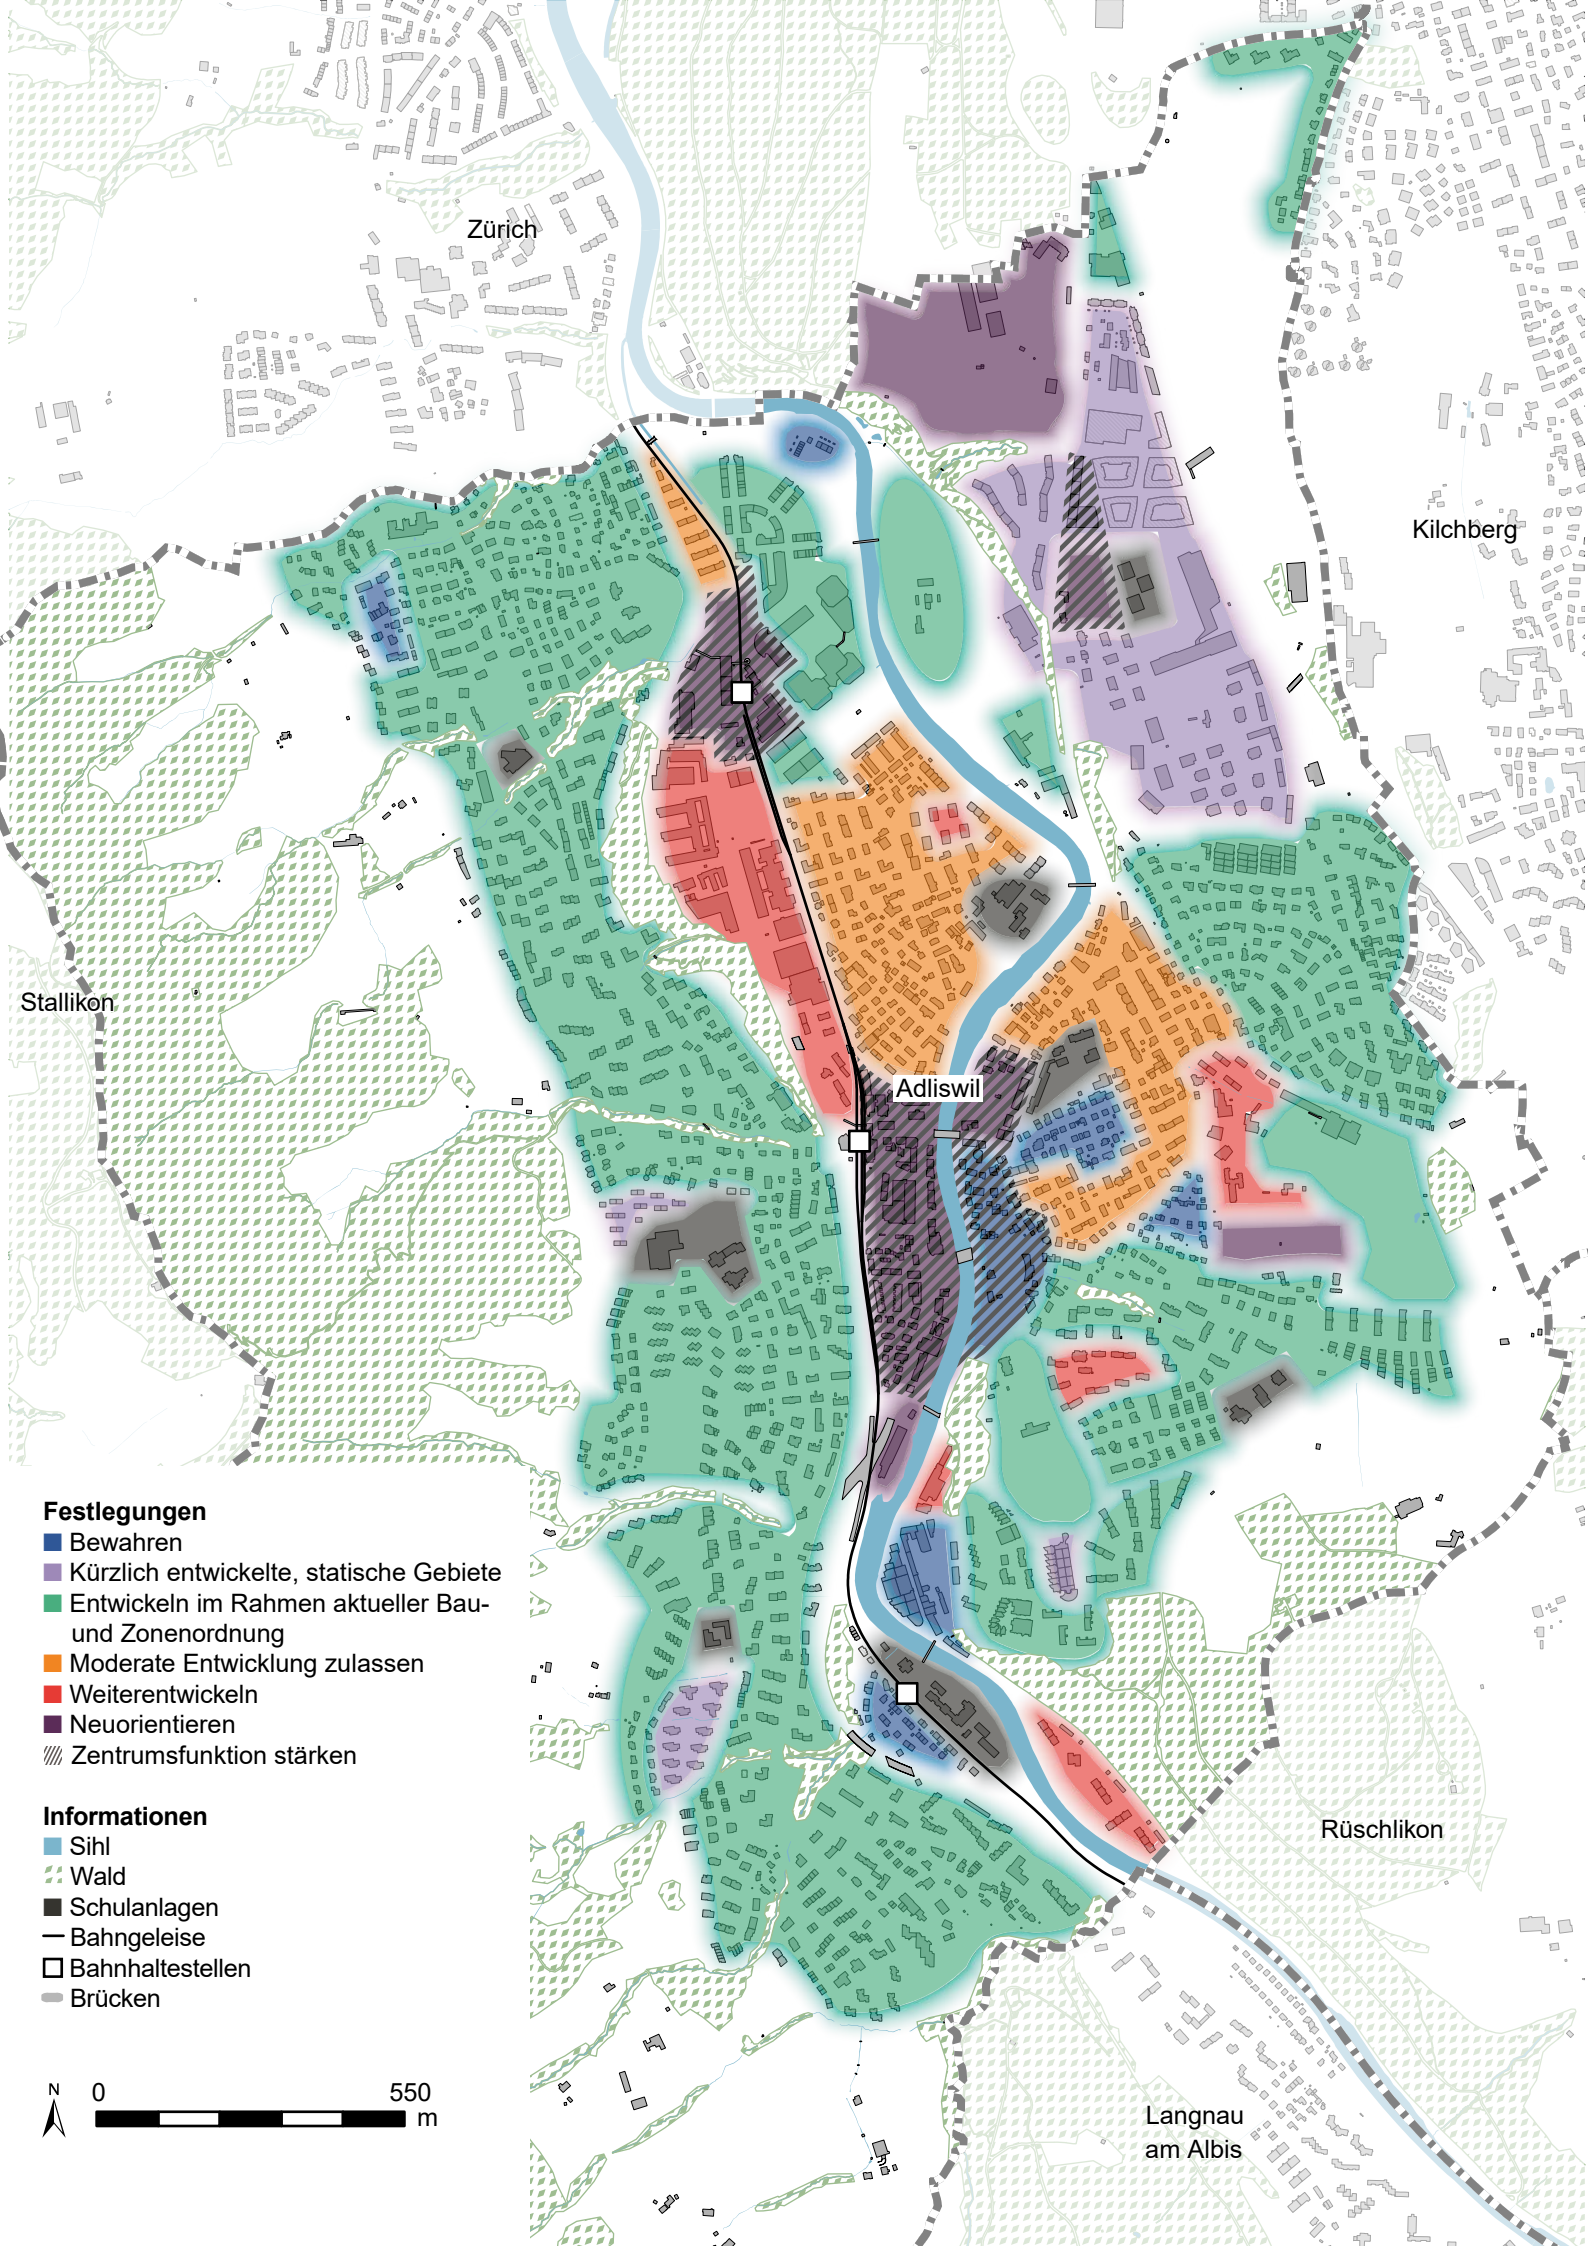 Zürich
Kilchberg
Stallikon
Adliswil
Festlegungen
Bewahren
Kürzlich entwickelte, statische Gebiete
Entwickeln im Rahmen aktueller Bau-
und Zonenordnung
Moderate Entwicklung zulassen
Weiterentwickeln
Neuorientieren
Zentrumsfunktion stärken
Informationen
Sihl
Wald
Schulanlagen
Bahngeleise
Bahnhaltestellen
Brücken
Rüschlikon
N
0 550
m
Langnau
am Albis